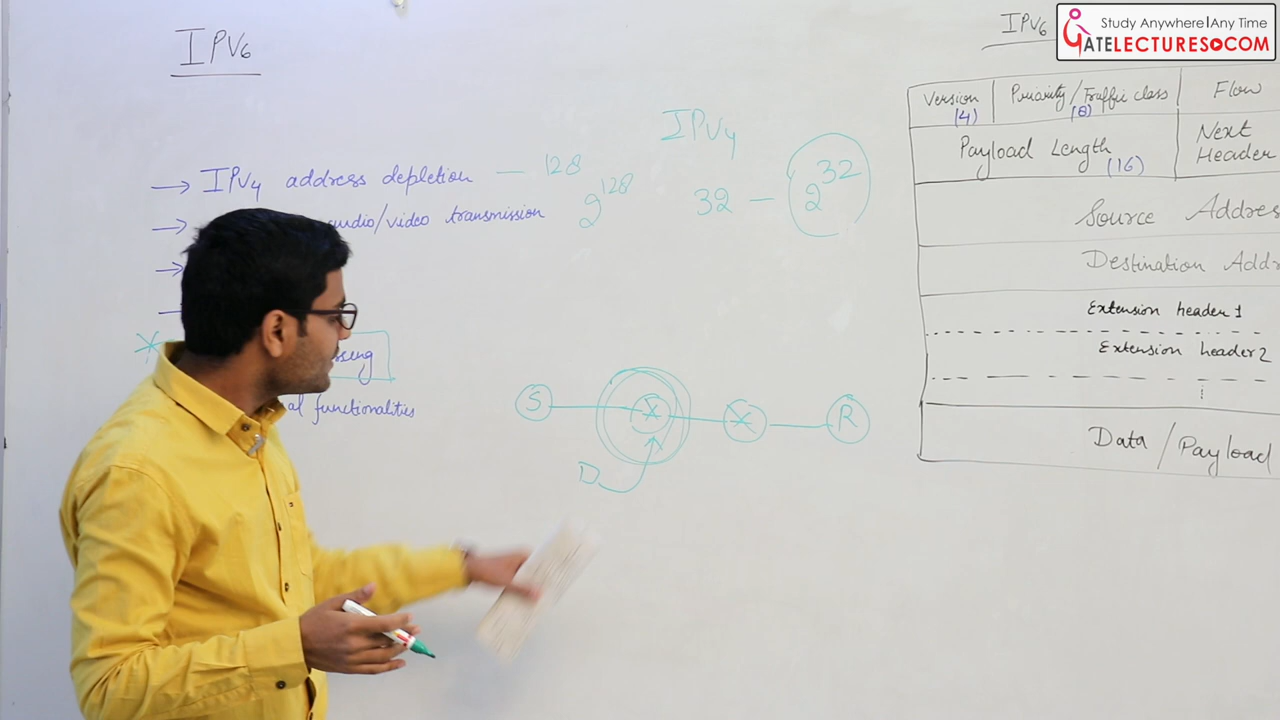 IPV6
→ IPV4 address depletion — 128
→ audio/video transmission 2^128
→
ssing
al functionalities
IPV4
32 — 2^32
S X X R
D
IPV6
Version (4) Priority/Traffic class (8) Flow
Payload Length (16) Next Header
Source Addres
Destination Addr
Extension header 1
Extension header 2
Data / Payload
Study Anywhere|Any Time
GATELECTURES.COM